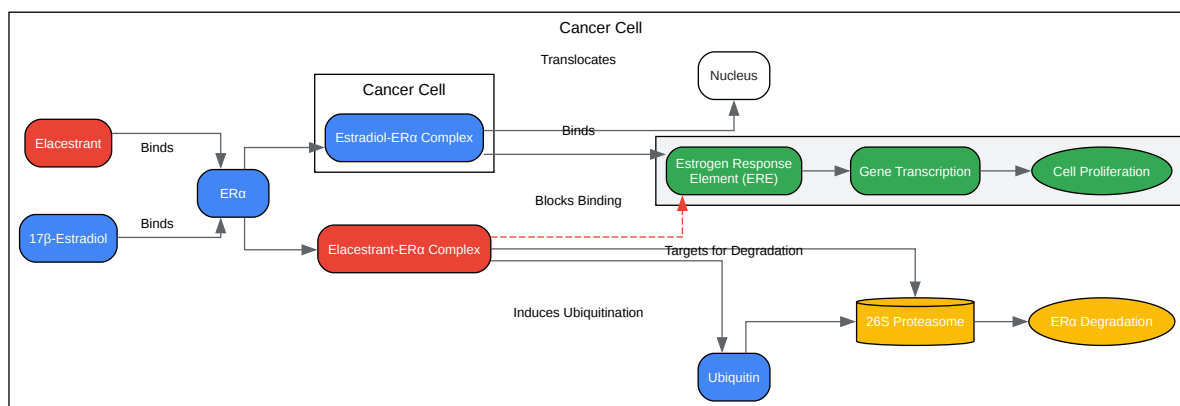 Cancer Cell
Translocates
Nucleus
Cancer Cell
Elacestrant
Binds
Estradiol-ERα Complex
Binds
Estrogen Response
Element (ERE)
Gene Transcription
Cell Proliferation
ERα
17β-Estradiol
Binds
Blocks Binding
Elacestrant-ERα Complex
Targets for Degradation
Induces Ubiquitination
26S Proteasome
ERα Degradation
Ubiquitin